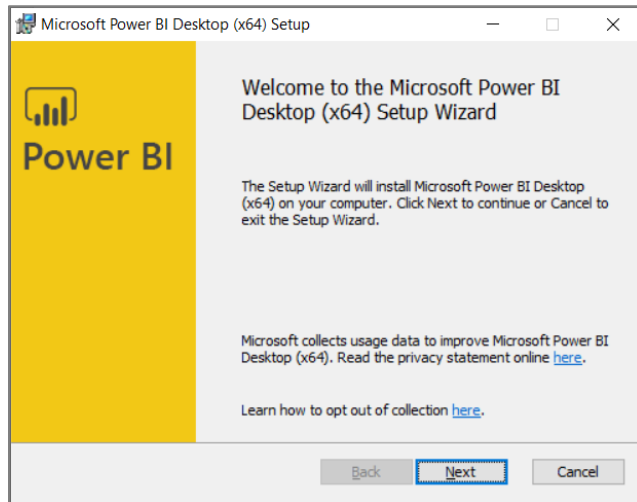 Microsoft Power BI Desktop (x64) Setup
Power BI
Welcome to the Microsoft Power BI
Desktop (x64) Setup Wizard
The Setup Wizard will install Microsoft Power BI Desktop
(x64) on your computer. Click Next to continue or Cancel to
exit the Setup Wizard.
Microsoft collects usage data to improve Microsoft Power BI
Desktop (x64). Read the privacy statement online here.
Learn how to opt out of collection here.
Back Next Cancel